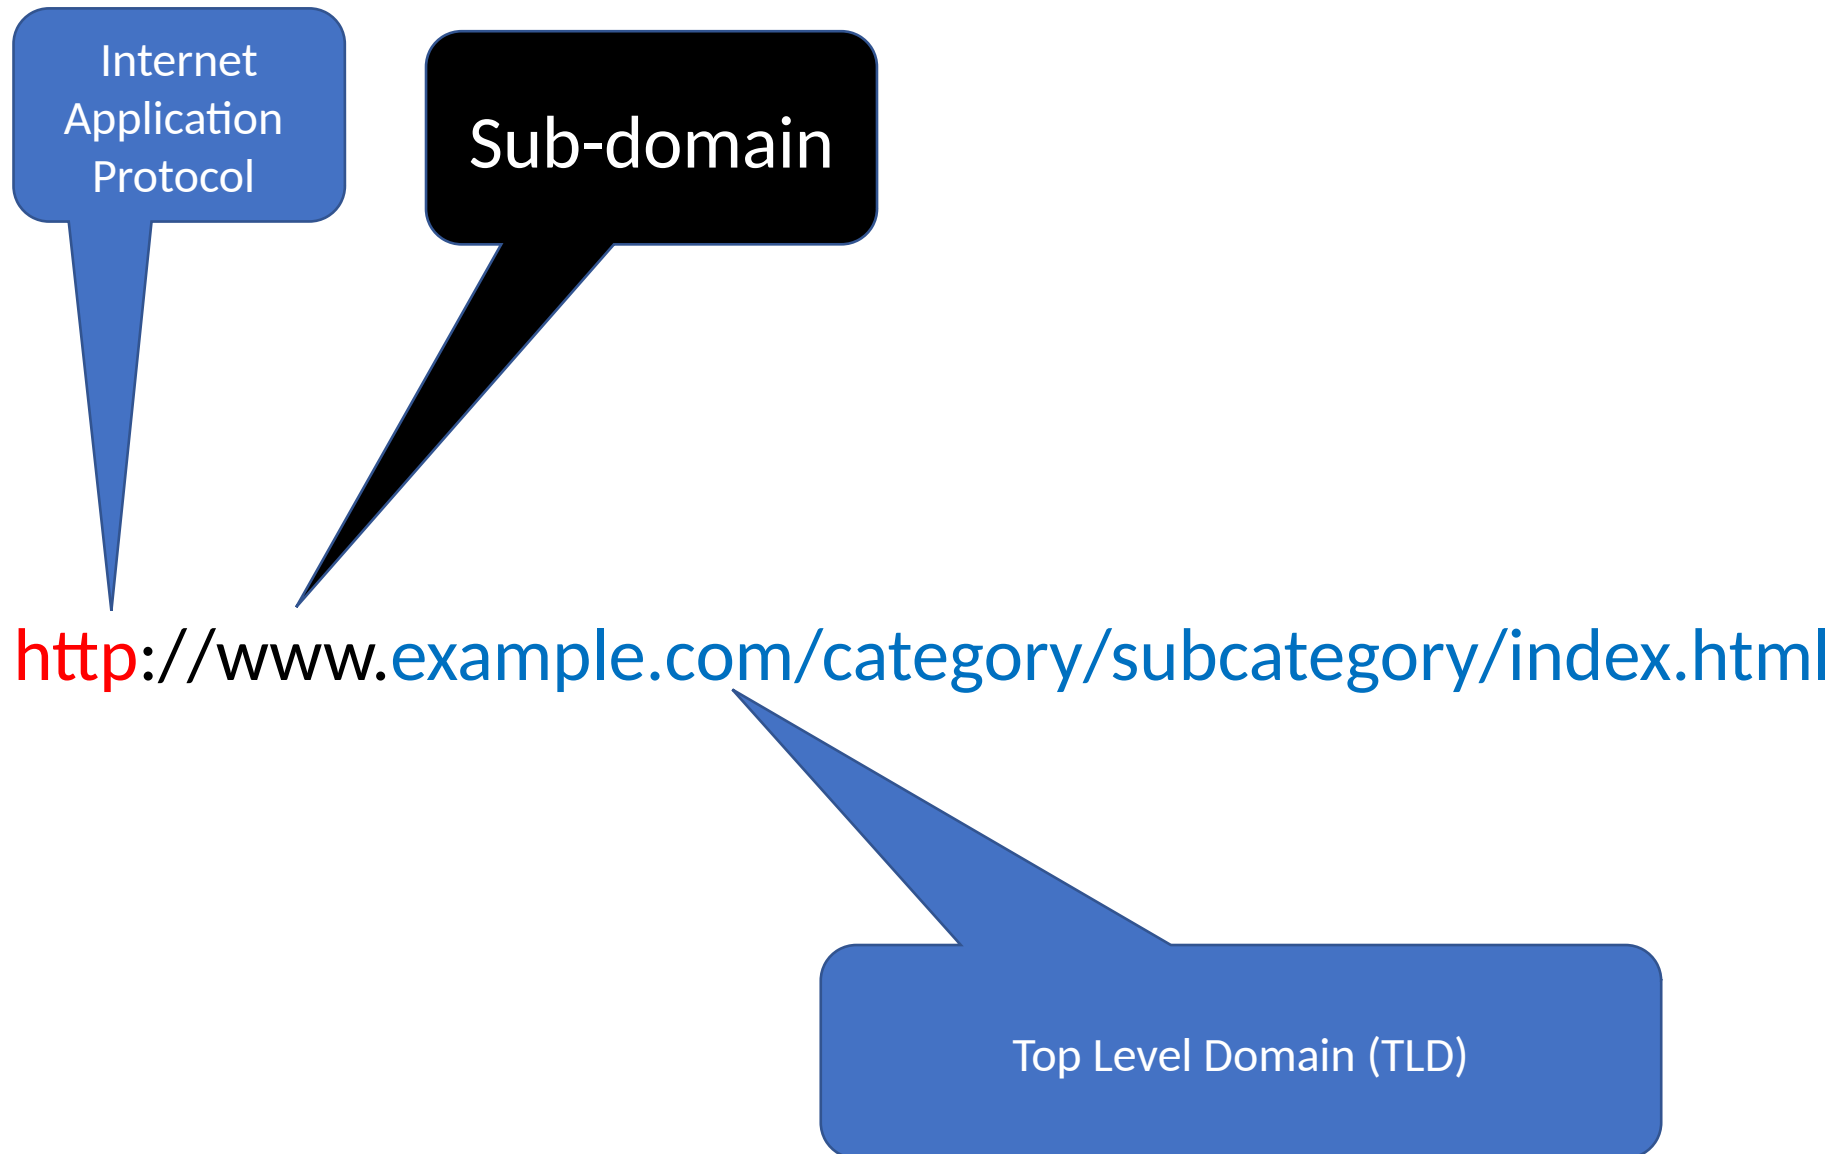 Internet
Application
Protocol
Sub-domain
http://www.example.com/category/subcategory/index.html
Top Level Domain (TLD)